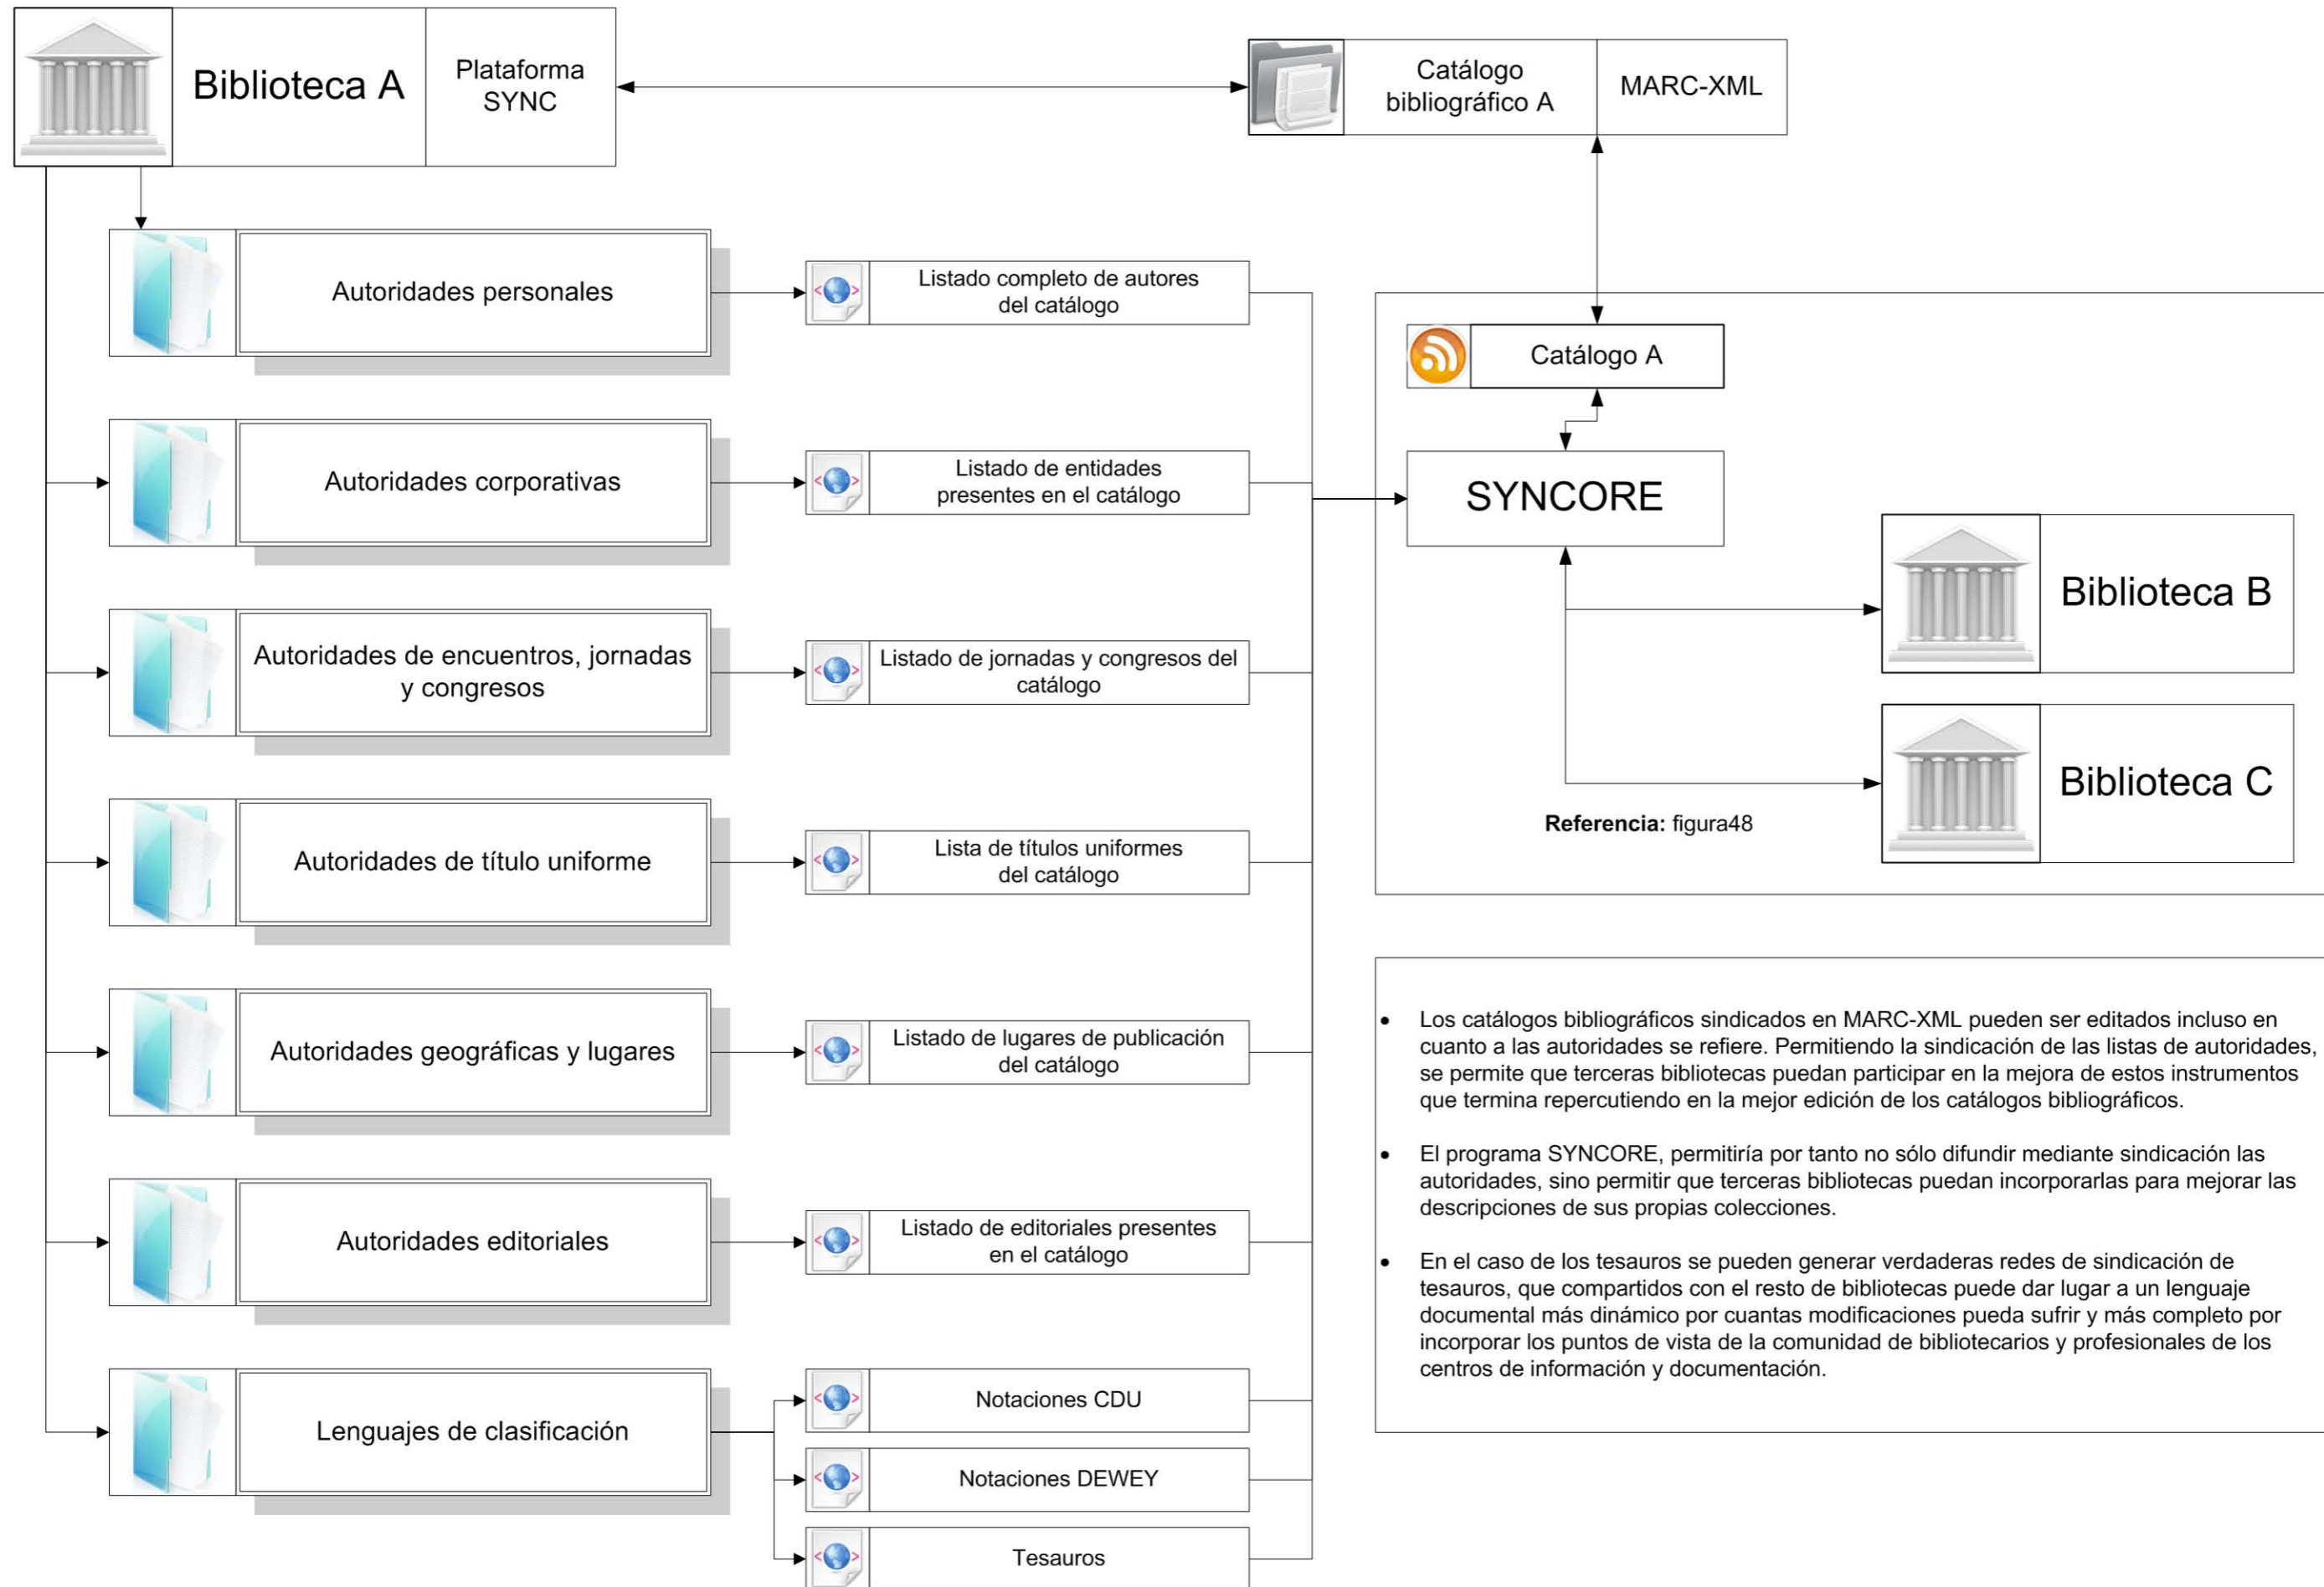 Biblioteca A
Plataforma
SYNC
Catálogo
bibliográfico A
MARC-XML
Autoridades personales
Listado completo de autores
del catálogo
Catálogo A
Autoridades corporativas
Listado de entidades
presentes en el catálogo
SYNCORE
Biblioteca B
Autoridades de encuentros, jornadas
y congresos
Listado de jornadas y congresos del
catálogo
Biblioteca C
Referencia: figura48
Autoridades de título uniforme
Lista de títulos uniformes
del catálogo
Autoridades geográficas y lugares
Listado de lugares de publicación
del catálogo
Autoridades editoriales
Listado de editoriales presentes
en el catálogo
Lenguajes de clasificación
Notaciones CDU
Notaciones DEWEY
Tesauros
• Los catálogos bibliográficos sindicados en MARC-XML pueden ser editados incluso en
cuanto a las autoridades se refiere. Permitiendo la sindicación de las listas de autoridades,
se permite que terceras bibliotecas puedan participar en la mejora de estos instrumentos
que termina repercutiendo en la mejor edición de los catálogos bibliográficos.
• El programa SYNCORE, permitiría por tanto no sólo difundir mediante sindicación las
autoridades, sino permitir que terceras bibliotecas puedan incorporarlas para mejorar las
descripciones de sus propias colecciones.
• En el caso de los tesauros se pueden generar verdaderas redes de sindicación de
tesauros, que compartidos con el resto de bibliotecas puede dar lugar a un lenguaje
documental más dinámico por cuantas modificaciones pueda sufrir y más completo por
incorporar los puntos de vista de la comunidad de bibliotecarios y profesionales de los
centros de información y documentación.